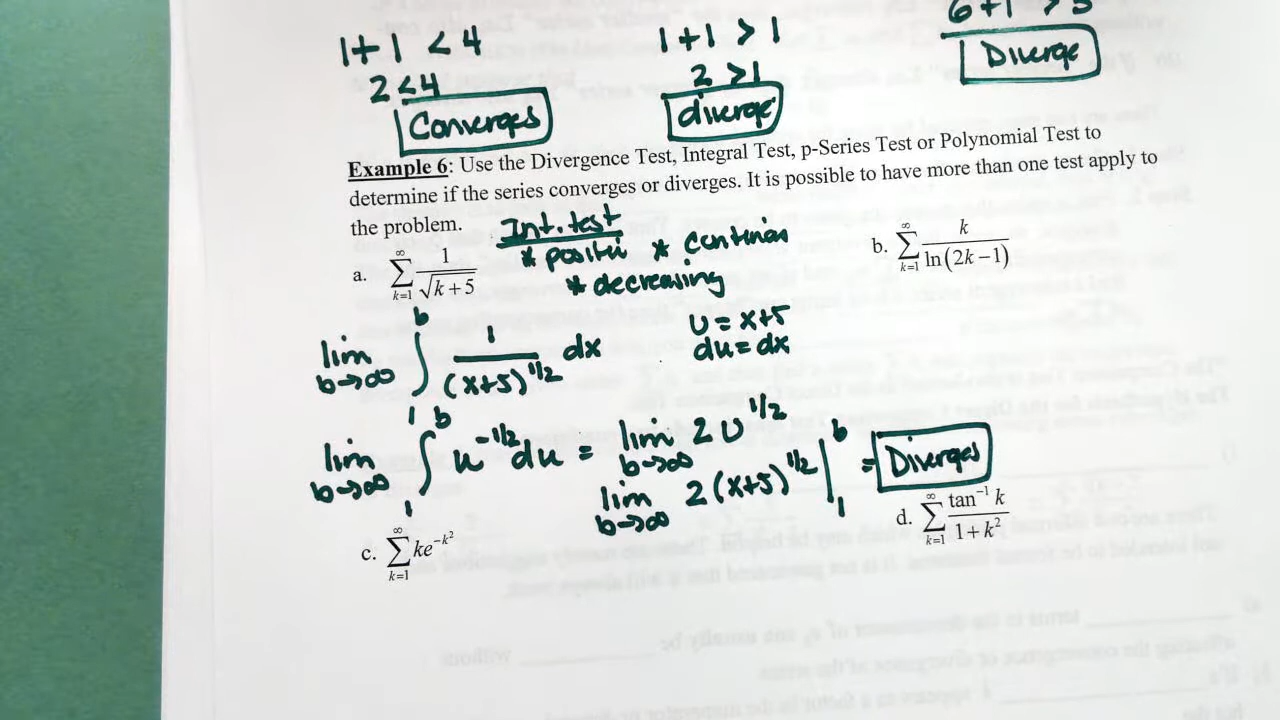 1+1 < 4
2 < 4
Converges
1+1 > 1
2 > 1
diverge
6+1 > 5
Diverge
Example 6: Use the Divergence Test, Integral Test, p-Series Test or Polynomial Test to
determine if the series converges or diverges. It is possible to have more than one test apply to
the problem.
Int. test
* positi * continias
* decreasing
a. ∑_{k=1}^{∞} 1/√(k+5)
b. ∑_{k=1}^{∞} k/ln(2k−1)
lim_{b→∞} ∫_1^b 1/(x+5)^{1/2} dx
u = x+5
du = dx
lim_{b→∞} ∫_1^b u^{-1/2} du = lim_{b→∞} 2u^{1/2}
lim_{b→∞} 2(x+5)^{1/2} |_1^b = Diverges
c. ∑_{k=1}^{∞} ke^{−k²}
d. ∑_{k=1}^{∞} tan⁻¹ k/(1+k²)